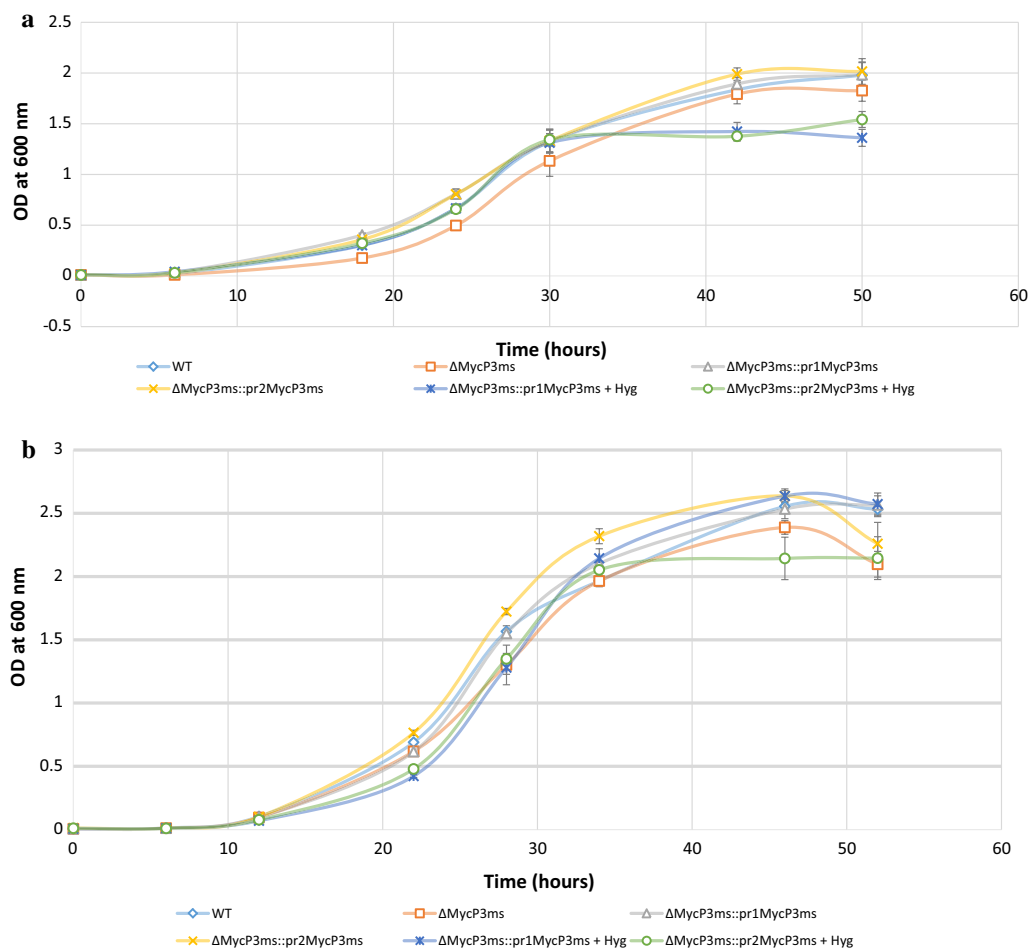 a
2.5
2
1.5
1
0.5
0
-0.5
OD at 600 nm
0 10 20 30 40 50 60
Time (hours)
WT ΔMycP3ms ΔMycP3ms::pr1MycP3ms
ΔMycP3ms::pr2MycP3ms ΔMycP3ms::pr1MycP3ms + Hyg ΔMycP3ms::pr2MycP3ms + Hyg
b
3
2.5
2
1.5
1
0.5
0
OD at 600 nm
0 10 20 30 40 50 60
Time (hours)
WT ΔMycP3ms ΔMycP3ms::pr1MycP3ms
ΔMycP3ms::pr2MycP3ms ΔMycP3ms::pr1MycP3ms + Hyg ΔMycP3ms::pr2MycP3ms + Hyg